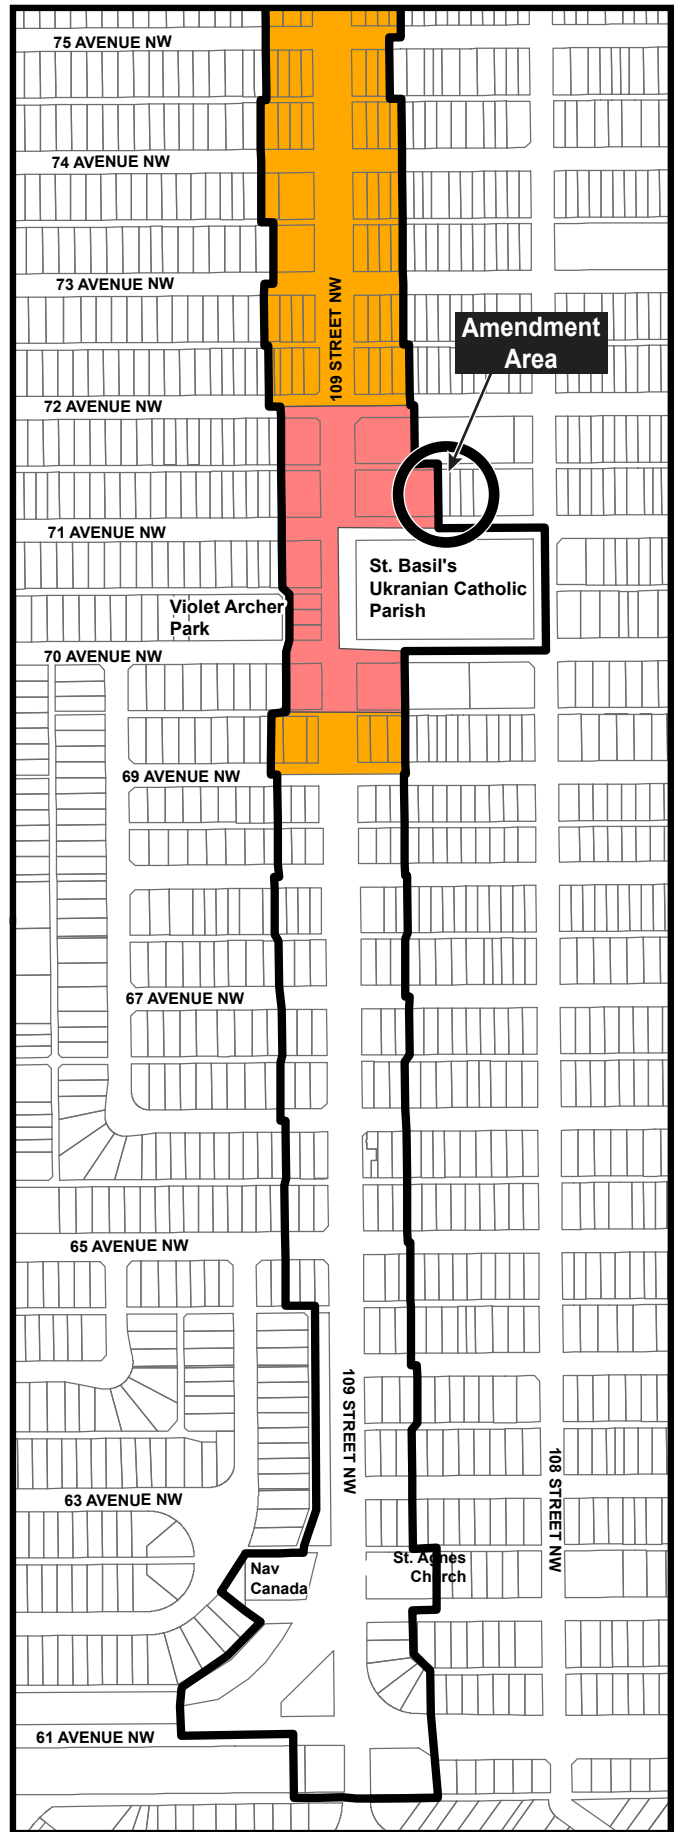 75 AVENUE NW
74 AVENUE NW
73 AVENUE NW
109 STREET NW
Amendment
Area
72 AVENUE NW
71 AVENUE NW
St. Basil's
Ukranian Catholic
Parish
Violet Archer
Park
70 AVENUE NW
69 AVENUE NW
67 AVENUE NW
65 AVENUE NW
109 STREET NW
108 STREET NW
63 AVENUE NW
Nav
Canada
St. Agnes
Church
61 AVENUE NW